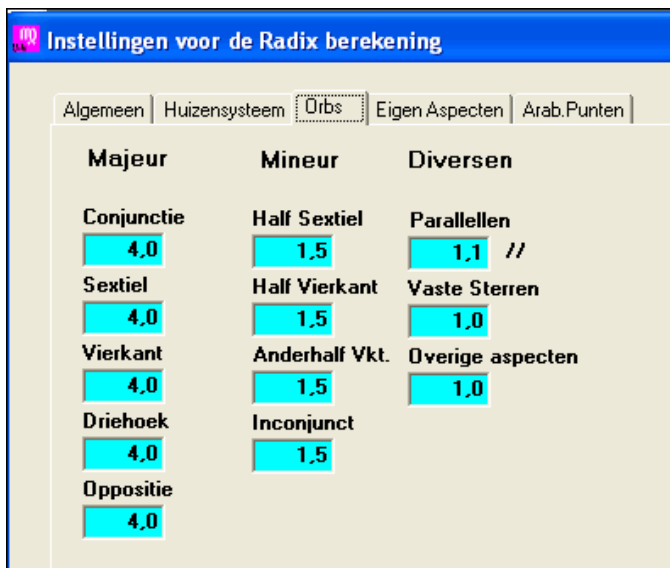 Instellingen voor de Radix berekening
Algemeen Huizensysteem Orbs Eigen Aspecten Arab.Punten
Majeur Mineur Diversen
Conjunctie Half Sextiel Parallellen
4,0 1,5 1,1 //
Sextiel Half Vierkant Vaste Sterren
4,0 1,5 1,0
Vierkant Anderhalf Vkt. Overige aspecten
4,0 1,5 1,0
Driehoek Inconjunct
4,0 1,5
Oppositie
4,0